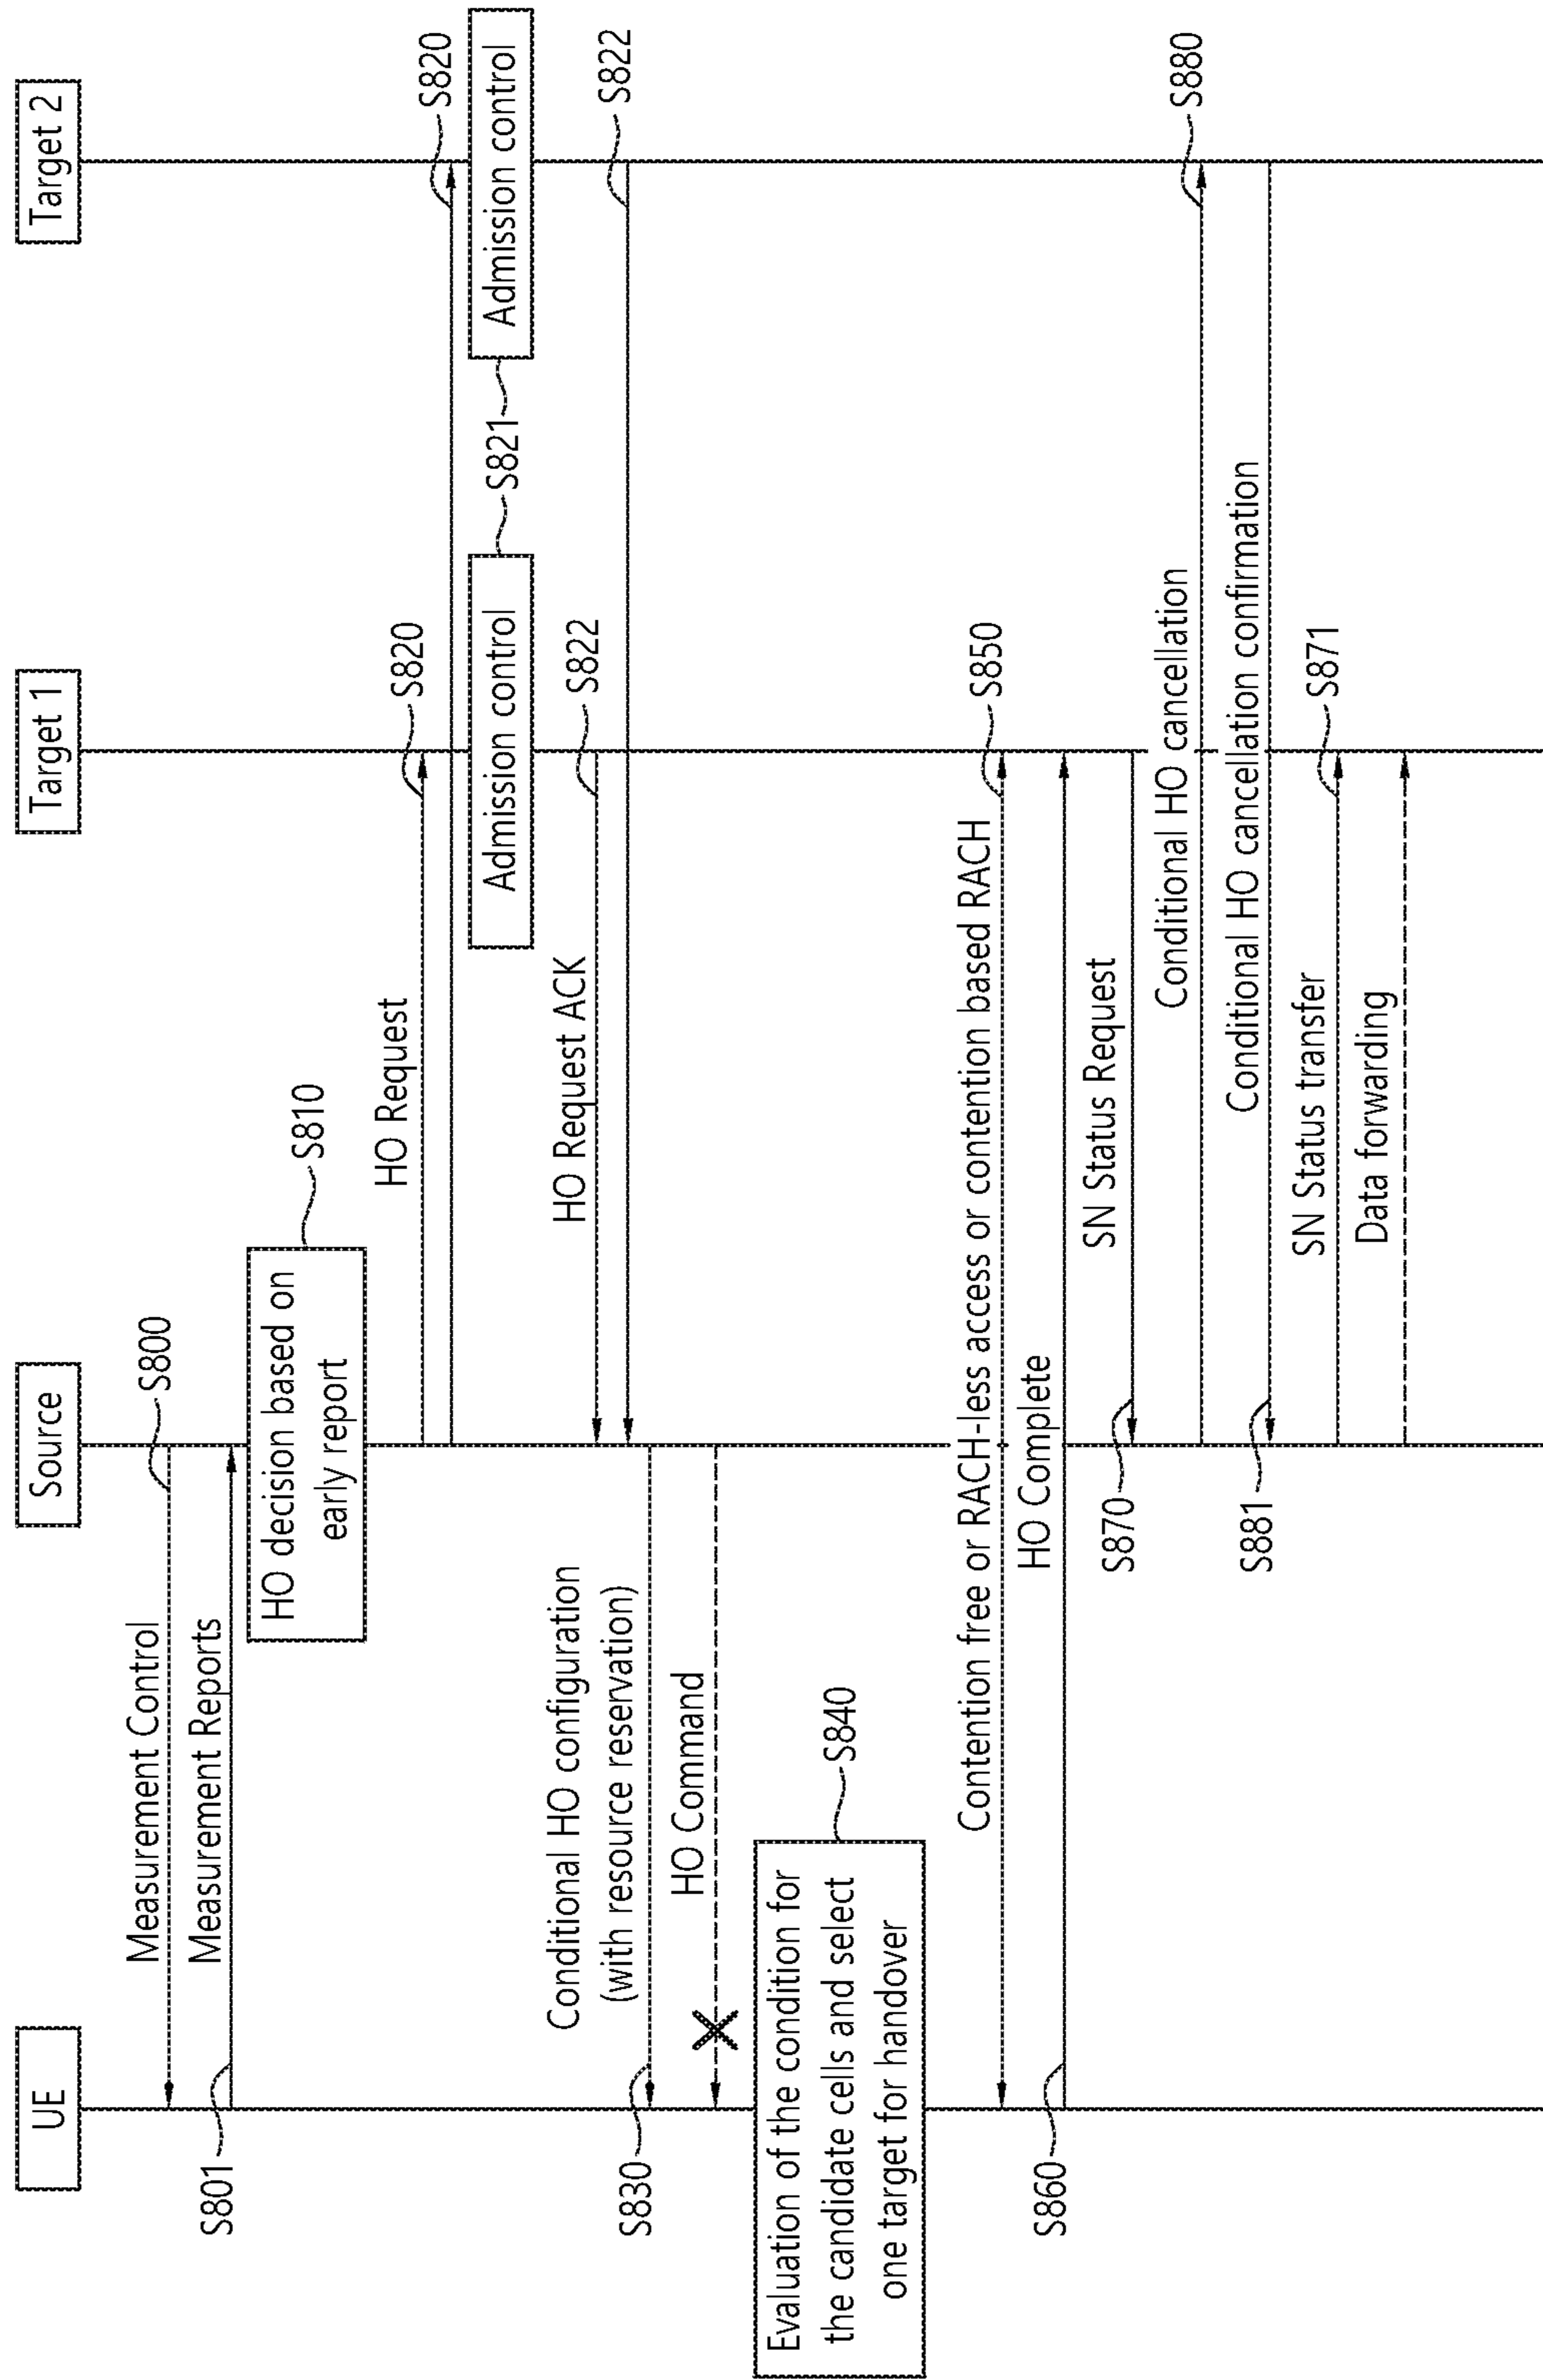 UE
Source
Target 1
Target 2
Measurement Control
S800
S801
Measurement Reports
HO decision based on
early report
S810
HO Request
S820
S820
Admission control
S821
Admission control
HO Request ACK
S822
S822
Conditional HO configuration
(with resource reservation)
S830
HO Command
Evaluation of the condition for
the candidate cells and select
one target for handover
S840
Contention free or RACH-less access or contention based RACH
S850
HO Complete
S860
SN Status Request
S870
Conditional HO cancellation
S880
Conditional HO cancellation confirmation
S881
SN Status transfer
S871
Data forwarding